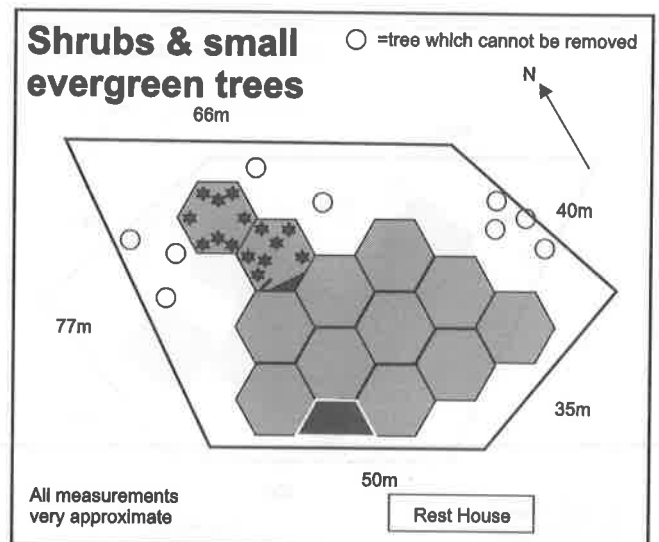 Shrubs & small
evergreen trees
=tree which cannot be removed
N
66m
40m
77m
35m
50m
All measurements
very approximate
Rest House